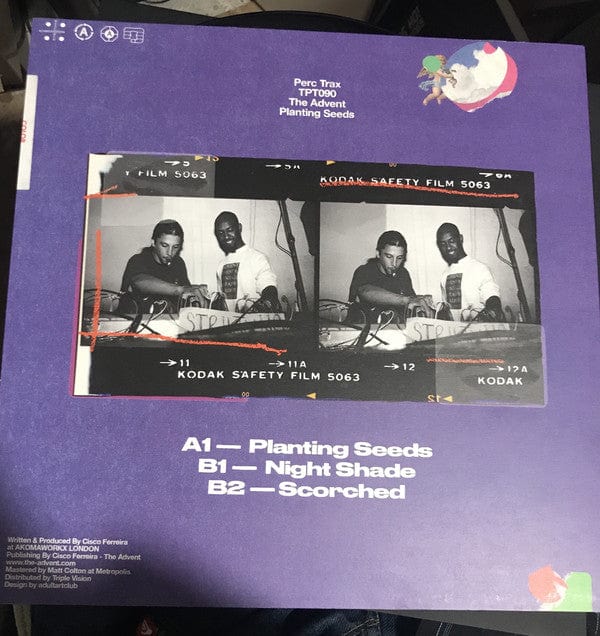 Perc Trax
TPT090
The Advent
Planting Seeds
Y FILM 5063
KODAK SAFETY FILM 5063
→11
→11A
→12
→12A
KODAK SAFETY FILM 5063
KODAK
A1 — Planting Seeds
B1 — Night Shade
B2 — Scorched
Written & Produced By Cisco Ferreira
at AKOMAWORKX LONDON
Publishing By Cisco Ferreira - The Advent
www.the-advent.com
Mastered by Matt Colton at Metropolis
Distributed by Triple Vision
Design by adultartclub